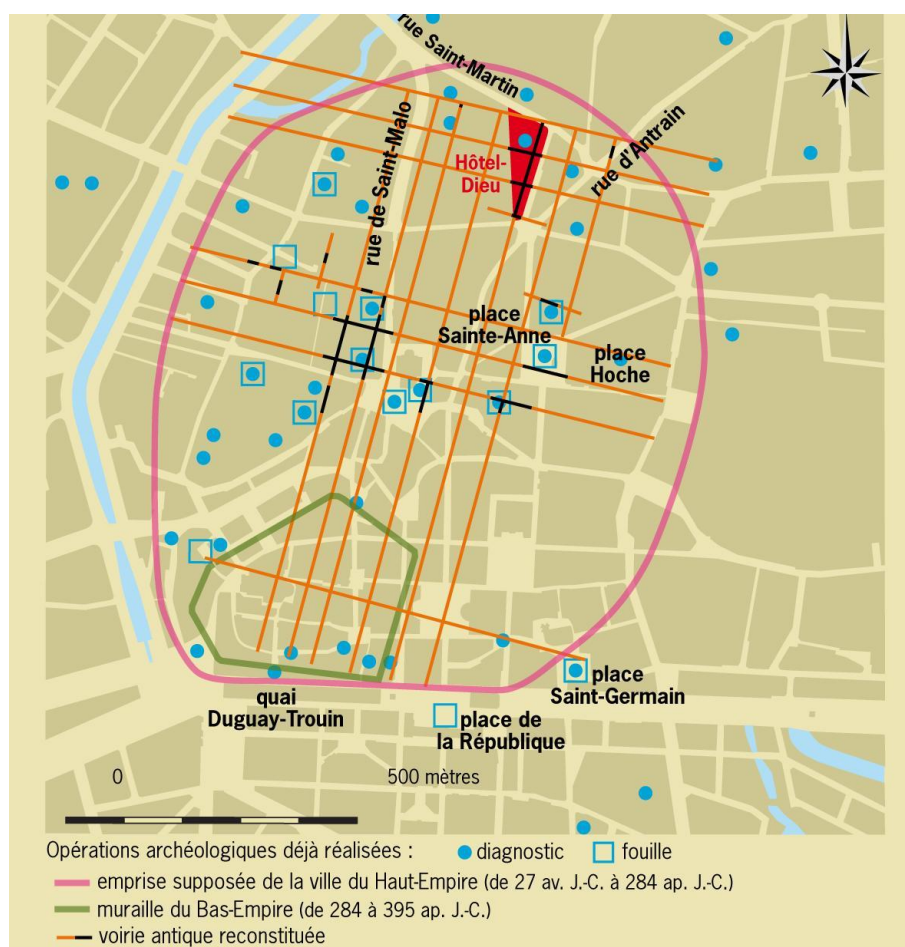 rue Saint-Martin
rue de Saint-Malo
Hôtel-
Dieu
rue d'Antrain
place
Sainte-Anne
place
Hoche
place
Saint-Germain
quai
Duguay-Trouin
place de
la République
0
500 mètres
Opérations archéologiques déjà réalisées :
diagnostic
fouille
emprise supposée de la ville du Haut-Empire (de 27 av. J.-C. à 284 ap. J.-C.)
muraille du Bas-Empire (de 284 à 395 ap. J.-C.)
voirie antique reconstituée